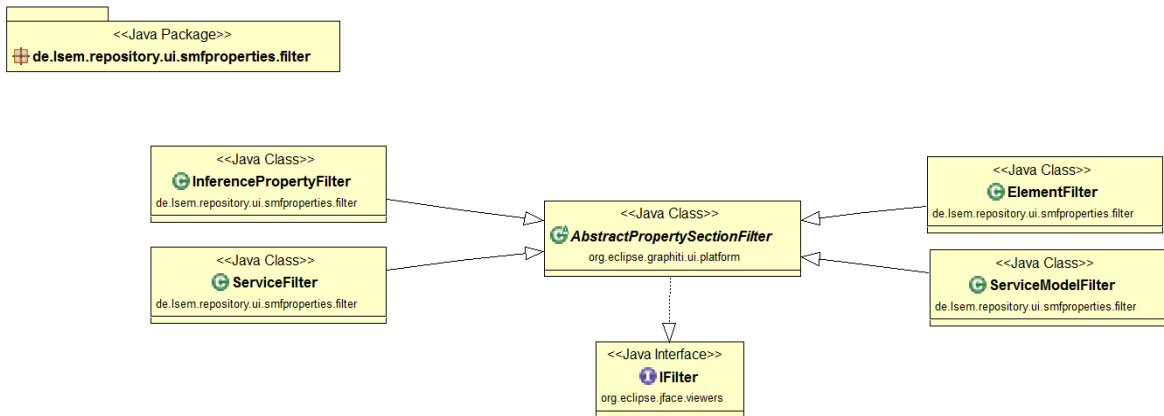 <<Java Package>>
de.lsem.repository.ui.smfproperties.filter
<<Java Class>>
InferencePropertyFilter
de.lsem.repository.ui.smfproperties.filter
<<Java Class>>
ServiceFilter
de.lsem.repository.ui.smfproperties.filter
<<Java Class>>
AbstractPropertySectionFilter
org.eclipse.graphiti.ui.platform
<<Java Class>>
ElementFilter
de.lsem.repository.ui.smfproperties.filter
<<Java Class>>
ServiceModelFilter
de.lsem.repository.ui.smfproperties.filter
<<Java Interface>>
IFilter
org.eclipse.jface.viewers